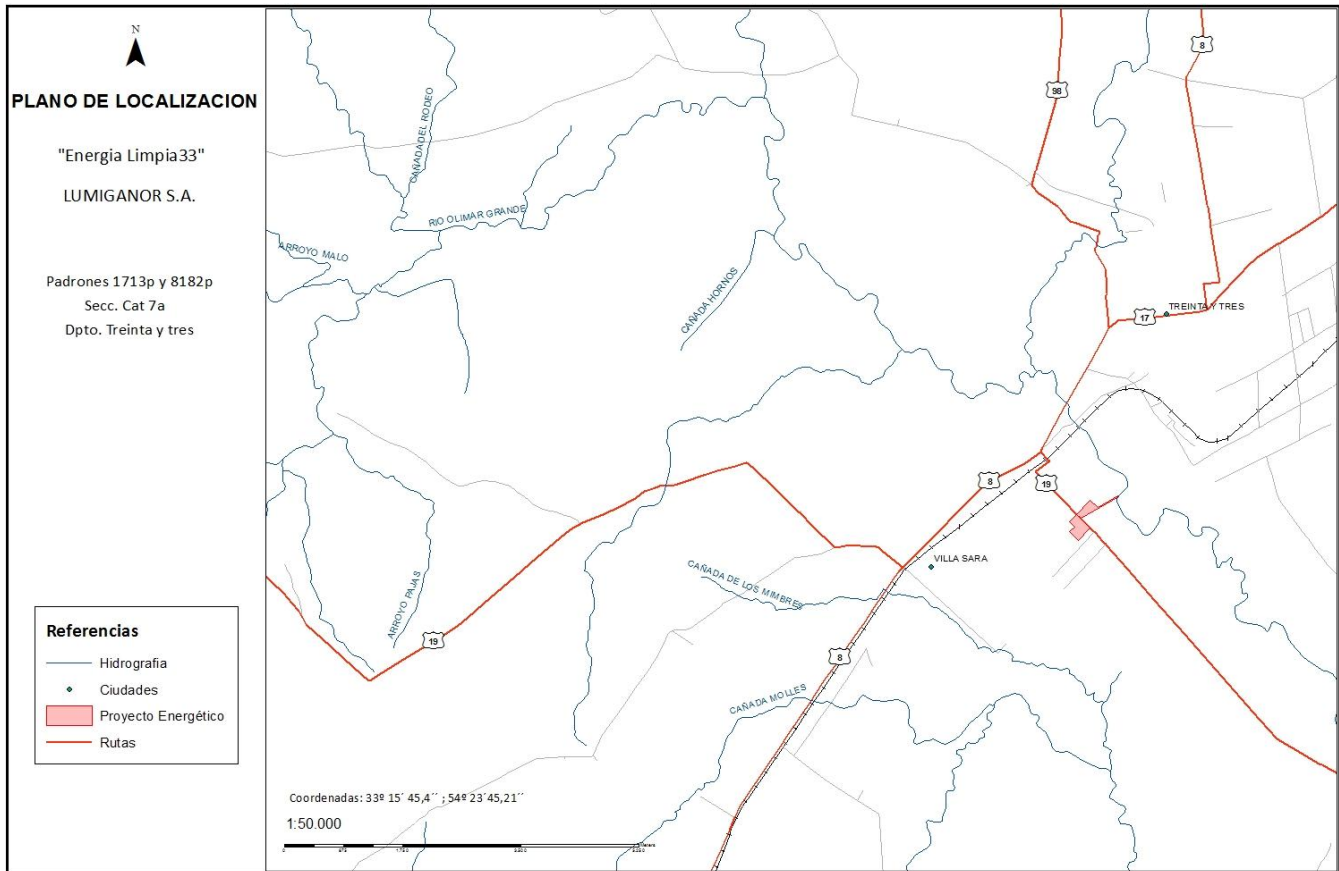 N
PLANO DE LOCALIZACION
"Energia Limpia33"
LUMIGANOR S.A.
Padrones 1713p y 8182p
Secc. Cat 7a
Dpto. Treinta y tres
Referencias
Hidrografia
Ciudades
Proyecto Energético
Rutas
8
98
CAÑADA DEL RODEO
RIO OLIMAR GRANDE
ARROYO MALO
CAÑADA HORNOS
TREINTA Y TRES
17
8
19
VILLA SARA
CAÑADA DE LOS MIMBRES
ARROYO PAJAS
19
8
CAÑADA MOLLES
Coordenadas: 33º 15´ 45,4´´ ; 54º 23´45,21´´
1:50.000
0